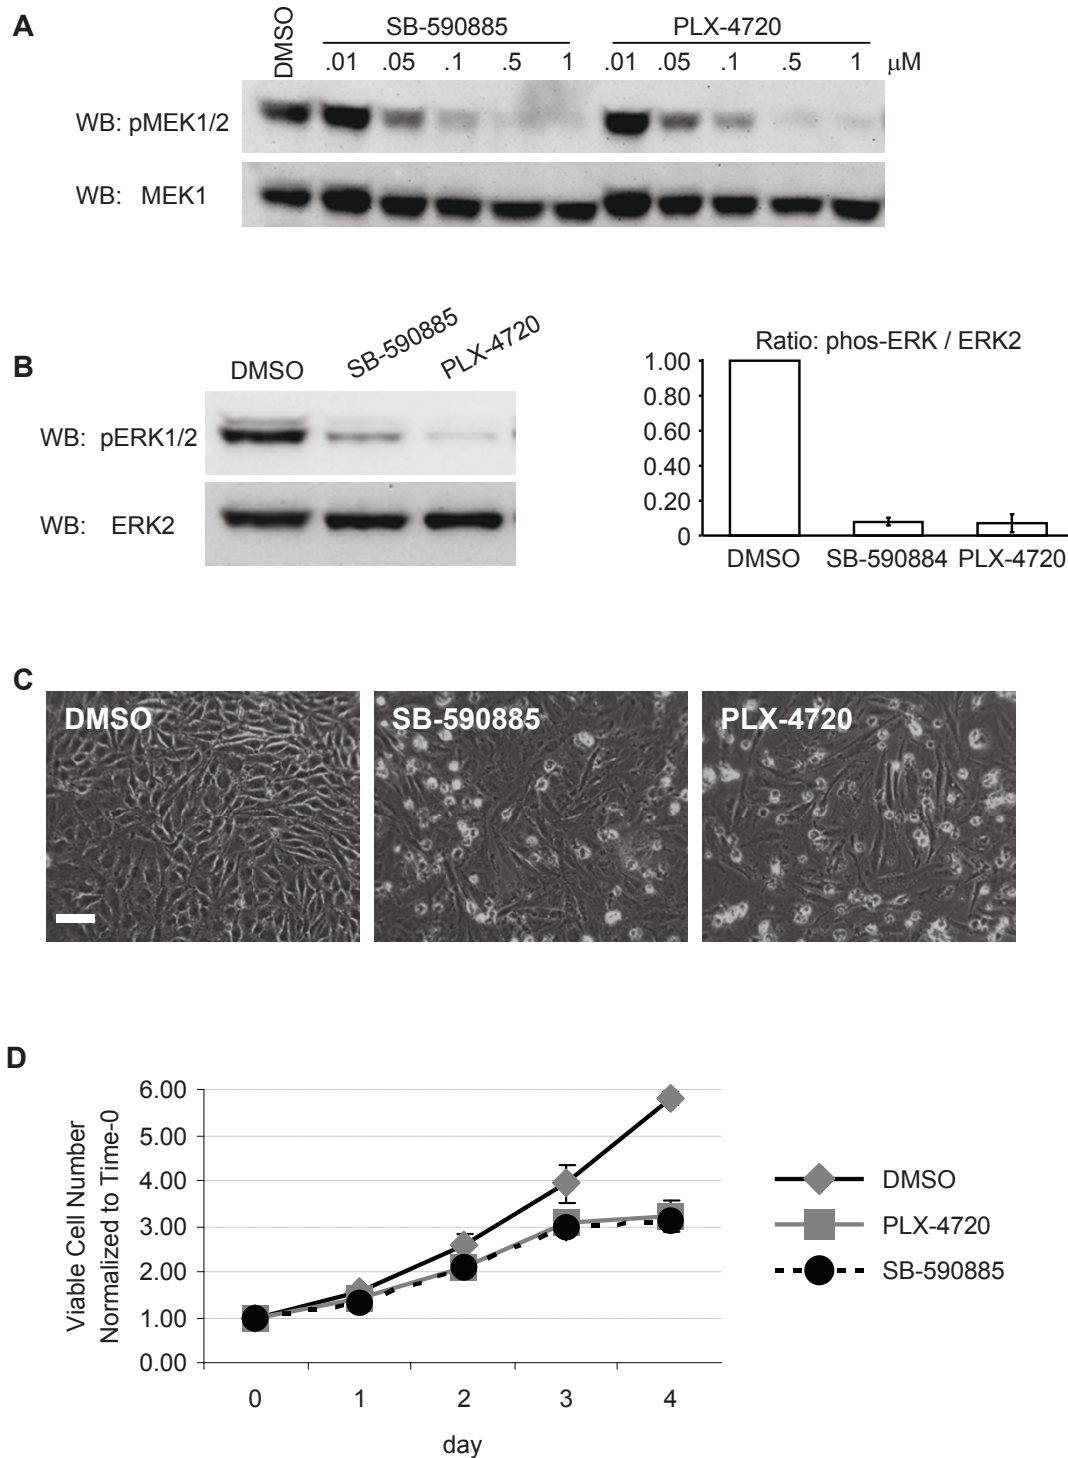 A
DMSO
SB-590885
PLX-4720
.01 .05 .1 .5 1 .01 .05 .1 .5 1 μM
WB: pMEK1/2
WB: MEK1
B
DMSO
SB-590885
PLX-4720
WB: pERK1/2
WB: ERK2
Ratio: phos-ERK / ERK2
1.00
0.80
0.60
0.40
0.20
0
DMSO SB-590884 PLX-4720
C
DMSO
SB-590885
PLX-4720
D
Viable Cell Number
Normalized to Time-0
6.00
5.00
4.00
3.00
2.00
1.00
0.00
0 1 2 3 4
day
DMSO
PLX-4720
SB-590885